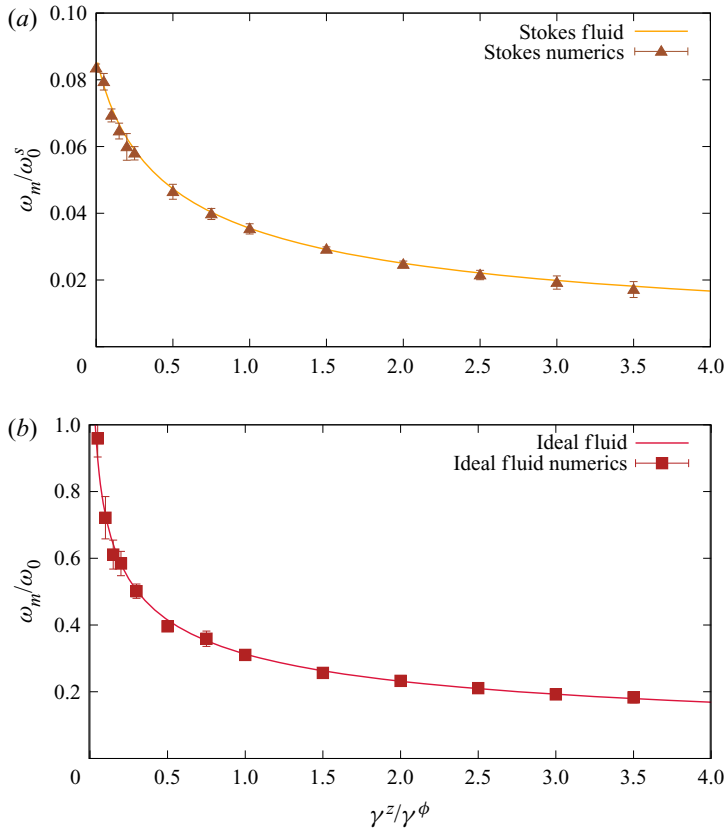 (a)
0.10
0.08
0.06
0.04
0.02
ω_m/ω_0^s
Stokes fluid
Stokes numerics
0 0.5 1.0 1.5 2.0 2.5 3.0 3.5 4.0
(b)
1.0
0.8
0.6
0.4
0.2
ω_m/ω_0
Ideal fluid
Ideal fluid numerics
0 0.5 1.0 1.5 2.0 2.5 3.0 3.5 4.0
γ^z/γ^ϕ